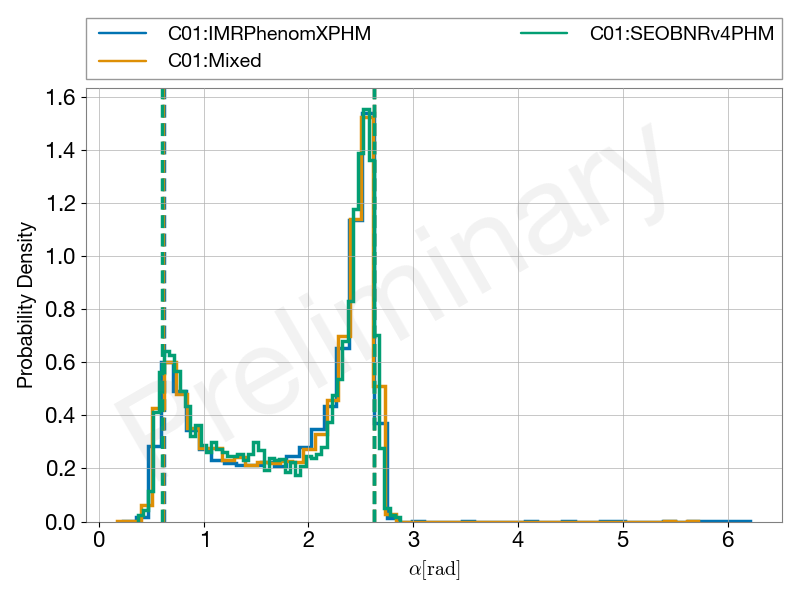 C01:IMRPhenomXPHM
C01:SEOBNRv4PHM
C01:Mixed
1.6
1.4
1.2
1.0
0.8
0.6
0.4
0.2
0.0
Probability Density
Preliminary
0 1 2 3 4 5 6
α[rad]